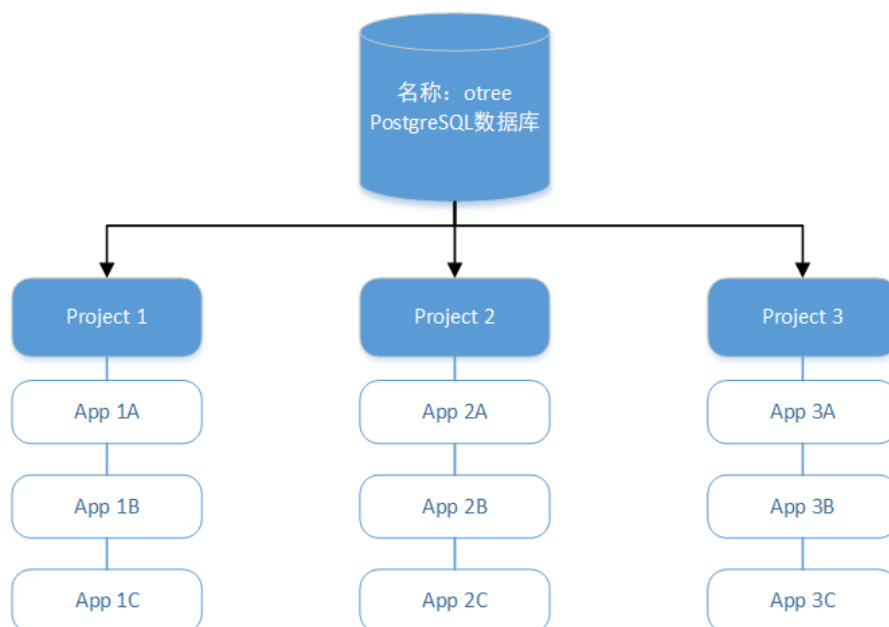 名称：otree
PostgreSQL数据库
Project 1
Project 2
Project 3
App 1A
App 2A
App 3A
App 1B
App 2B
App 3B
App 1C
App 2C
App 3C